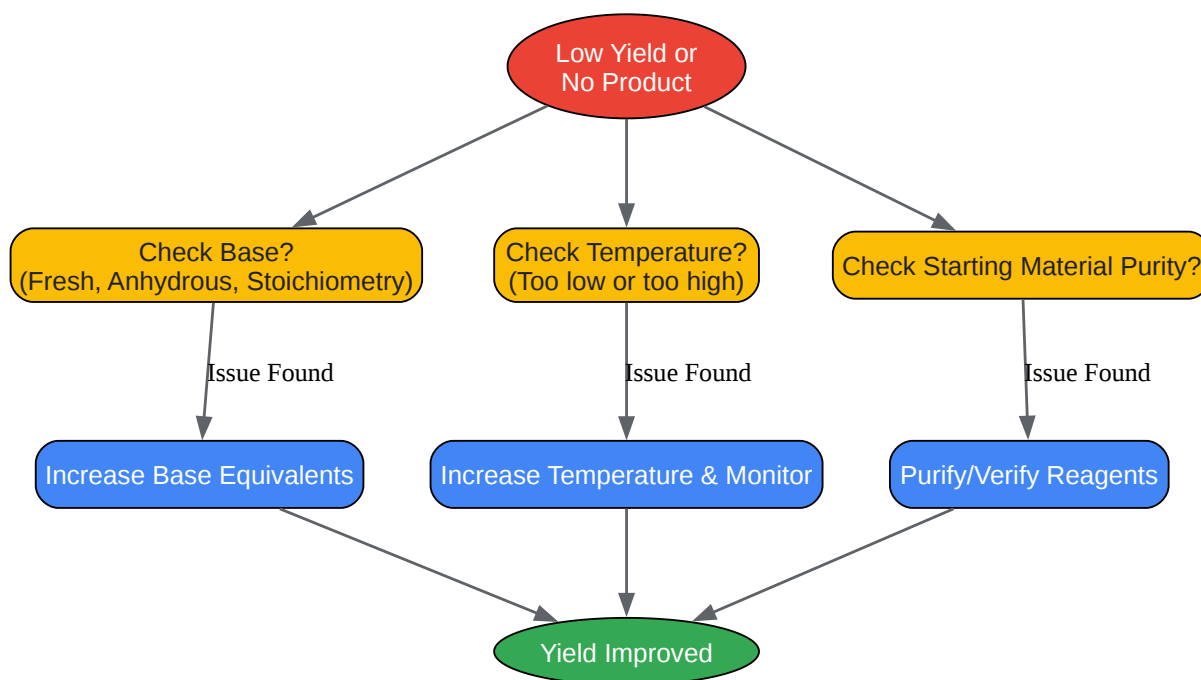 Low Yield or
No Product
Check Base?
(Fresh, Anhydrous, Stoichiometry)
Check Temperature?
(Too low or too high)
Check Starting Material Purity?
Issue Found
Issue Found
Issue Found
Increase Base Equivalents
Increase Temperature & Monitor
Purify/Verify Reagents
Yield Improved